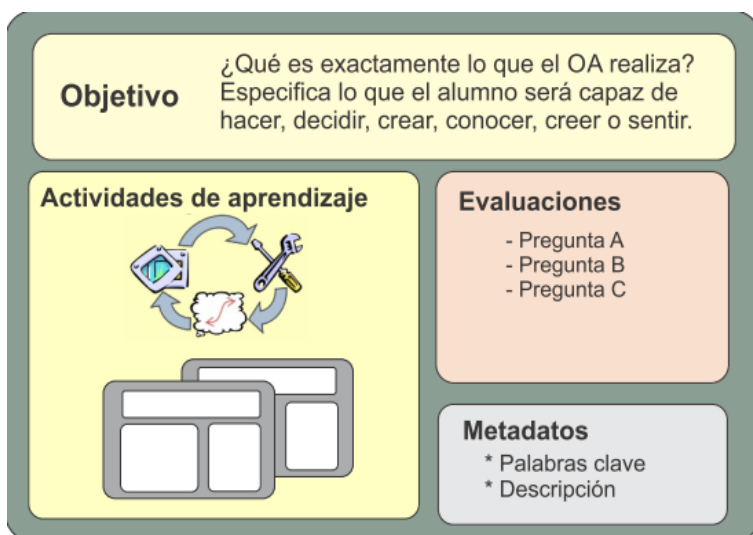 Objetivo
¿Qué es exactamente lo que el OA realiza?
Especifica lo que el alumno será capaz de
hacer, decidir, crear, conocer, creer o sentir.
Actividades de aprendizaje
Evaluaciones
- Pregunta A
- Pregunta B
- Pregunta C
Metadatos
* Palabras clave
* Descripción